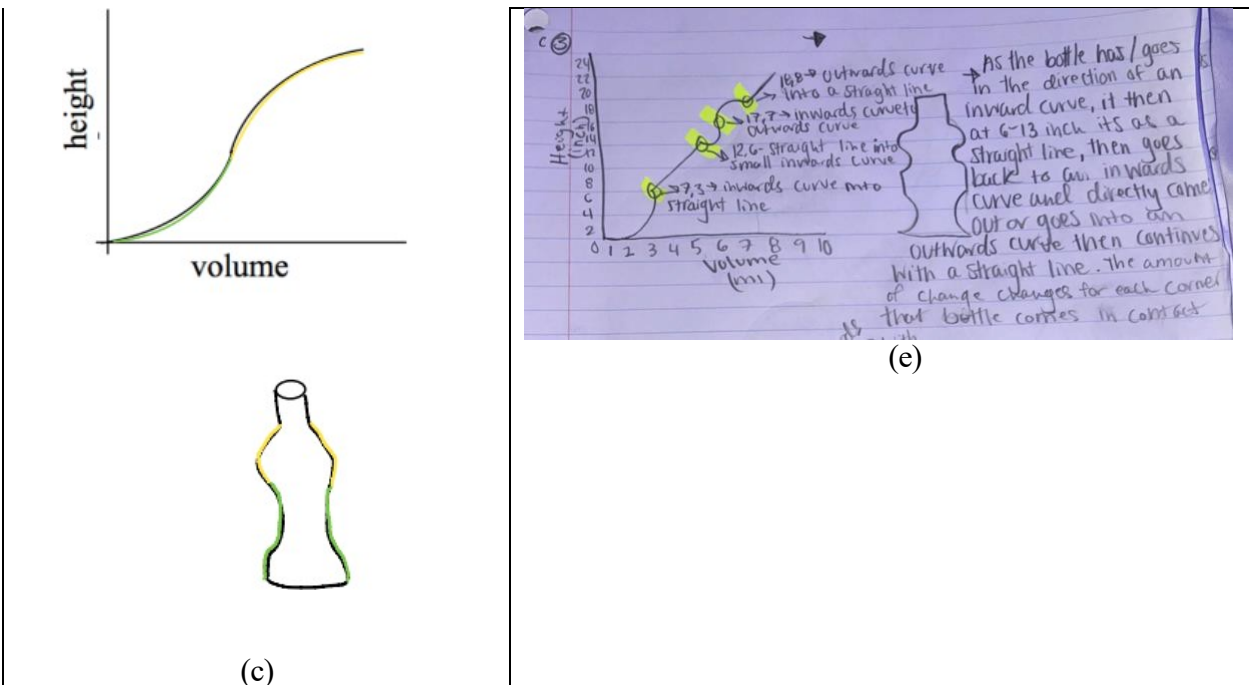 height
volume
(c)
C 3
24
22
20
18
16
14
12
10
8
6
4
2
0 1 2 3 4 5 6 7 8 9 10
Height
(inch)
Volume
(ml)
18,8 → outwards curve
into a straght line
17,7 → inwards curve to
outwards curve
12,6 - straight line into
small inwards curve
7,3 → inwards curve into
straight line
As the bottle has/goes
in the direction of an
inward curve, it then
at 6-13 inch its as a
straight line, then goes
back to an inwards
curve and directly come
out or goes into an
outwards curve then continues
with a straight line. The amount
of change changes for each corner
that bottle comes in contact
(e)